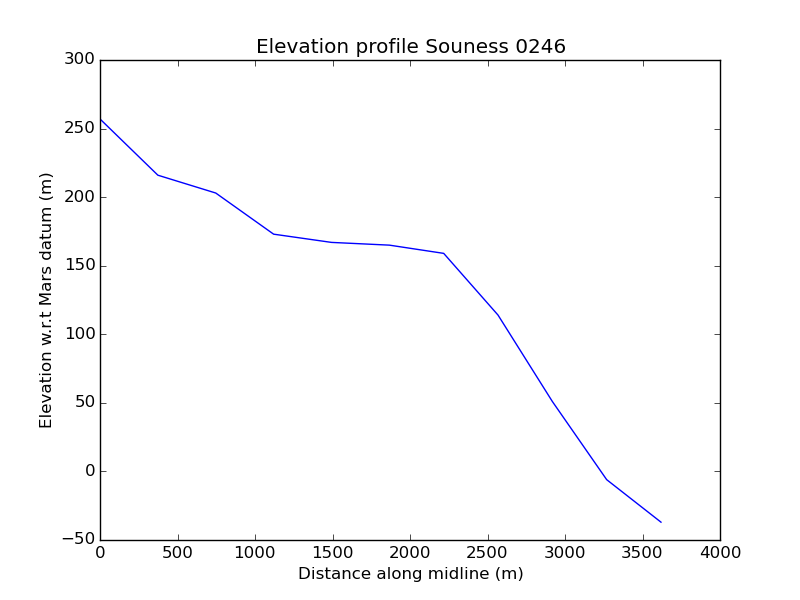 Elevation profile Souness 0246
300
250
200
150
100
50
0
−50
Elevation w.r.t Mars datum (m)
0 500 1000 1500 2000 2500 3000 3500 4000
Distance along midline (m)